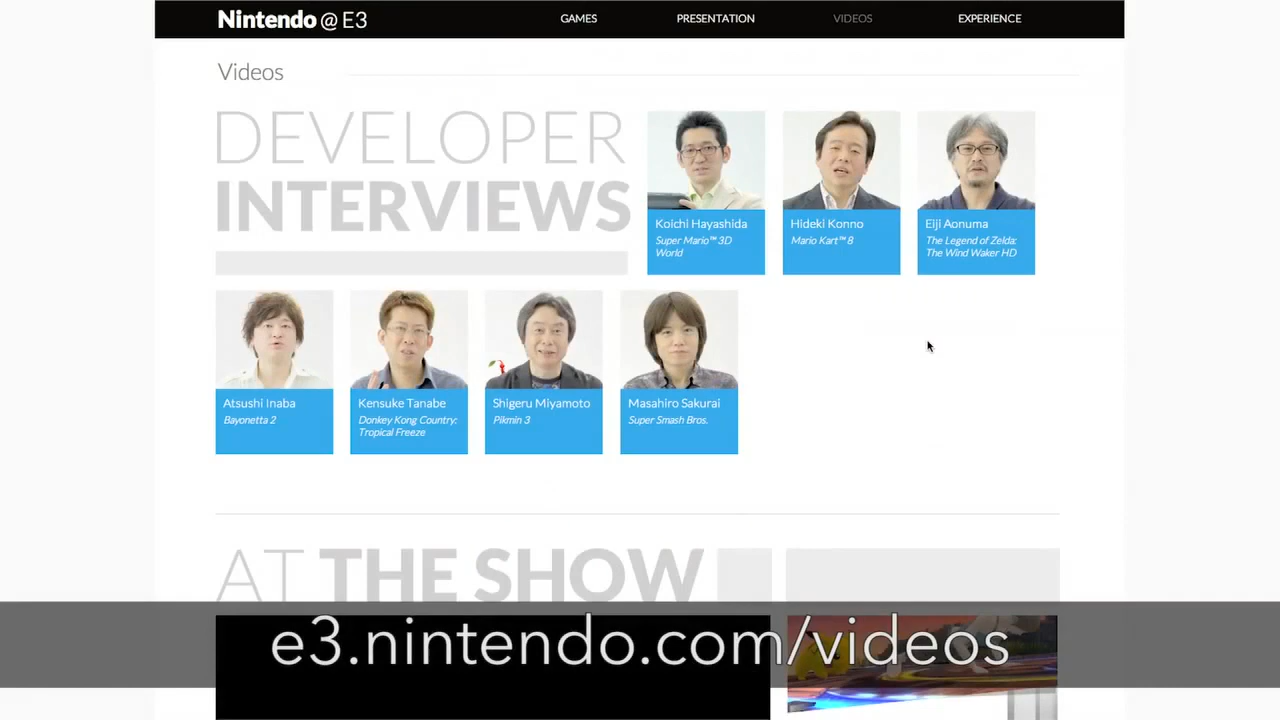 Nintendo @ E3
GAMES
PRESENTATION
VIDEOS
EXPERIENCE
Videos
DEVELOPER
INTERVIEWS
Koichi Hayashida
Super Mario™ 3D
World
Hideki Konno
Mario Kart™ 8
Eiji Aonuma
The Legend of Zelda:
The Wind Waker HD
Atsushi Inaba
Bayonetta 2
Kensuke Tanabe
Donkey Kong Country:
Tropical Freeze
Shigeru Miyamoto
Pikmin 3
Masahiro Sakurai
Super Smash Bros.
AT THE SHOW
e3.nintendo.com/videos